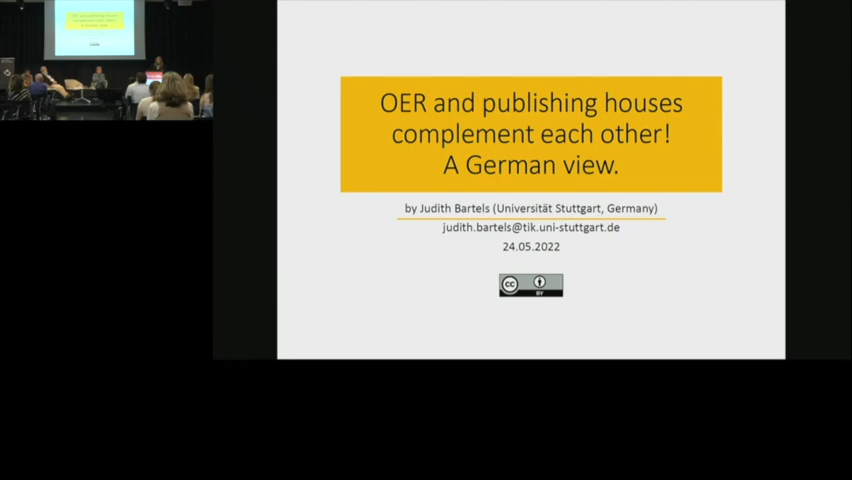 OER and publishing houses
complement each other!
A German view.
by Judith Bartels (Universität Stuttgart, Germany)
judith.bartels@tik.uni-stuttgart.de
24.05.2022
cc
BY